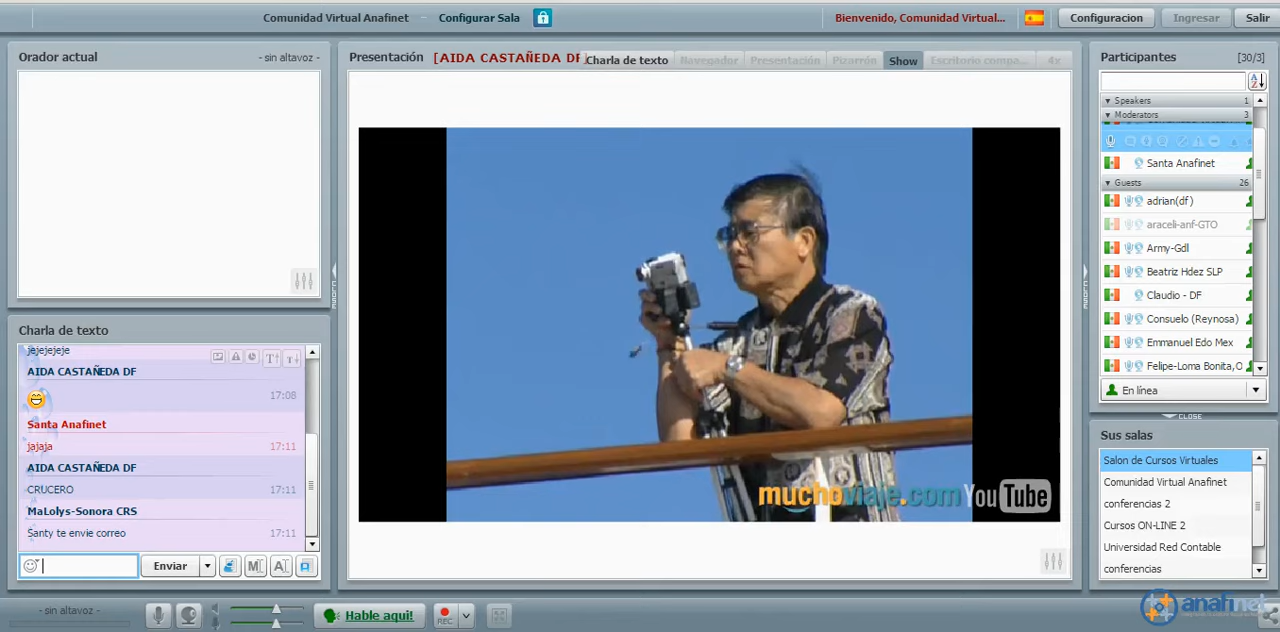 Comunidad Virtual Anafinet
Configurar Sala
Bienvenido, Comunidad Virtual...
Configuracion
Ingresar
Salir
Orador actual
- sin altavoz -
Charla de texto
jejejejeje
AIDA CASTAÑEDA DF
17:08
Santa Anafinet
jajaja 17:11
AIDA CASTAÑEDA DF
CRUCERO 17:11
MaLolys-Sonora CRS
Santy te envie correo 17:11
Enviar
Presentación [AIDA CASTAÑEDA DF
Charla de texto
Navegador
Presentación
Pizarrón
Show
Escritorio compa...
4x
muchoviaje.com YouTube
Participantes [30/3]
Speakers 1
Moderators 3
Santa Anafinet
Guests 26
adrian(df)
araceli-anf-GTO
Army-Gdl
Beatriz Hdez SLP
Claudio - DF
Consuelo (Reynosa)
Emmanuel Edo Mex
Felipe-Loma Bonita,O
En línea
CLOSE
Sus salas
Salon de Cursos Virtuales
Comunidad Virtual Anafinet
conferencias 2
Cursos ON-LINE 2
Universidad Red Contable
conferencias
- sin altavoz -
Hable aqui!
REC
anafinet